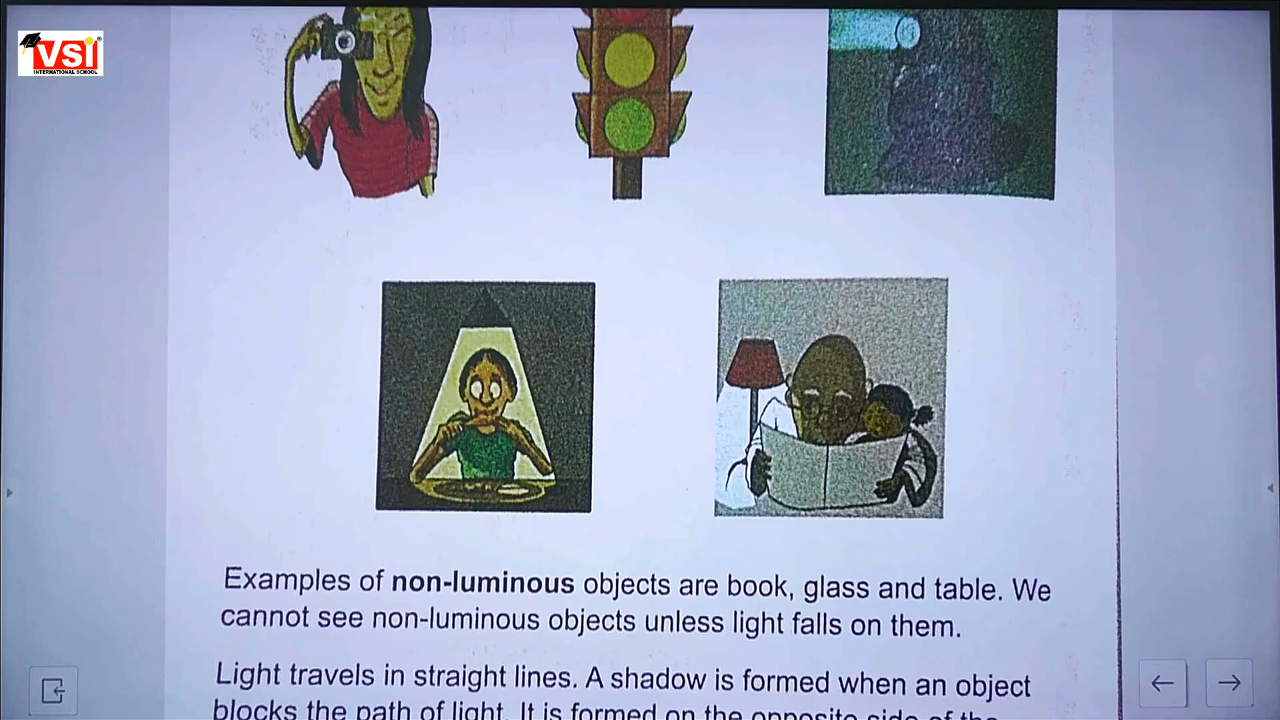 VSI
INTERNATIONAL SCHOOL
Examples of non-luminous objects are book, glass and table. We
cannot see non-luminous objects unless light falls on them.
Light travels in straight lines. A shadow is formed when an object
blocks the path of light. It is formed on the opposite side of the